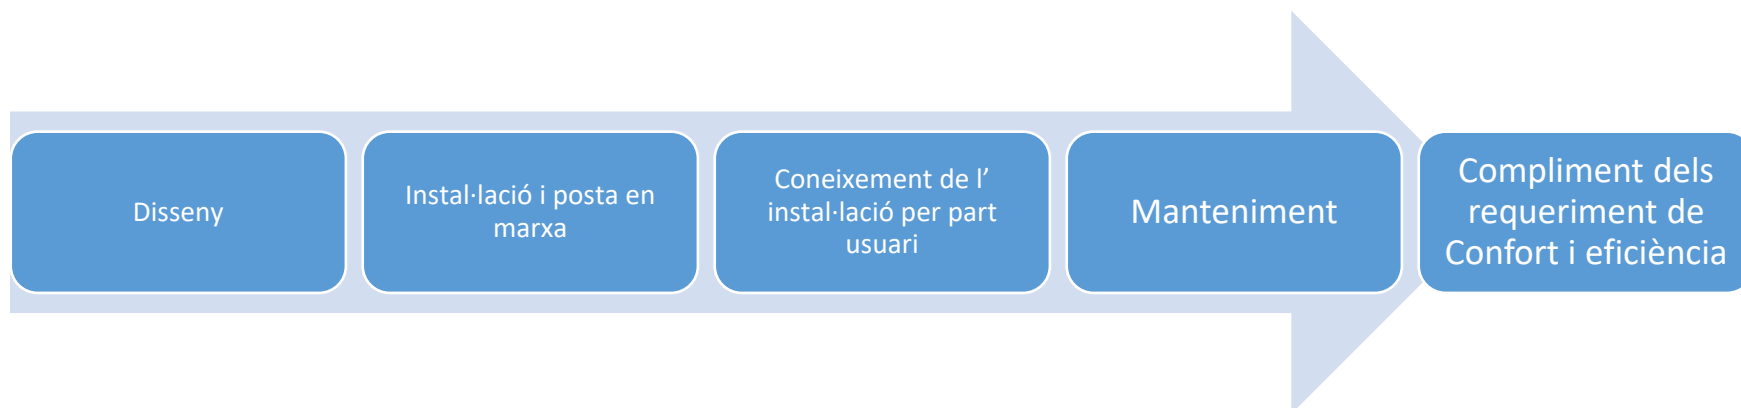 Disseny
Instal·lació i posta en
marxa
Coneixement de l’
instal·lació per part
usuari
Manteniment
Compliment dels
requeriment de
Confort i eficiència